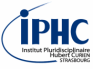 iPHC
Institut Pluridisciplinaire
Hubert CURIEN
STRASBOURG